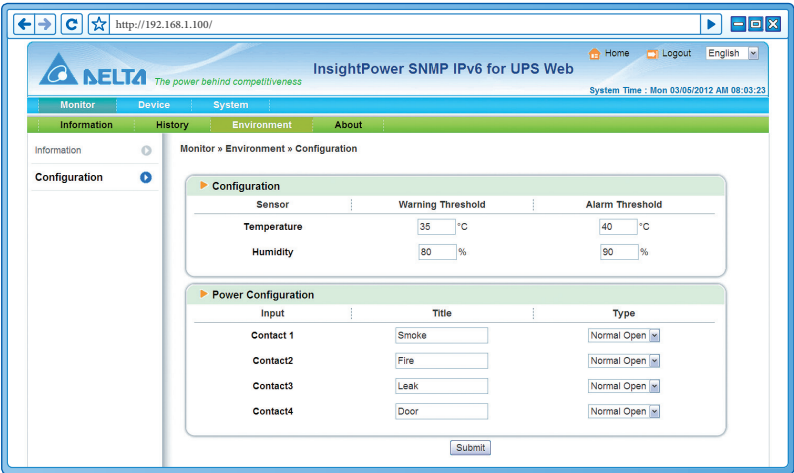 http://192.168.1.100/
Home Logout English
DELTA The power behind competitiveness
InsightPower SNMP IPv6 for UPS Web
System Time : Mon 03/05/2012 AM 08:03:23
Monitor Device System
Information History Environment About
Information
Configuration
Monitor » Environment » Configuration
Configuration
Sensor Warning Threshold Alarm Threshold
Temperature 35 °C 40 °C
Humidity 80 % 90 %
Power Configuration
Input Title Type
Contact 1 Smoke Normal Open
Contact2 Fire Normal Open
Contact3 Leak Normal Open
Contact4 Door Normal Open
Submit